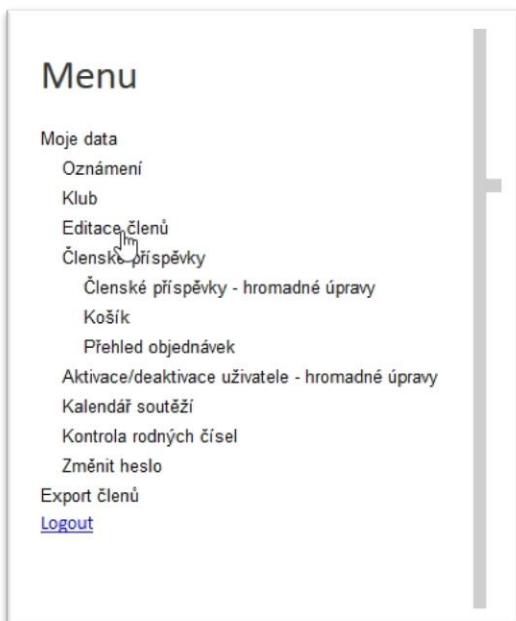 Menu
Moje data
Oznámení
Klub
Editace členů
Členské příspěvky
Členské příspěvky - hromadné úpravy
Košík
Přehled objednávek
Aktivace/deaktivace uživatele - hromadné úpravy
Kalendář soutěží
Kontrola rodných čísel
Změnit heslo
Export členů
Logout